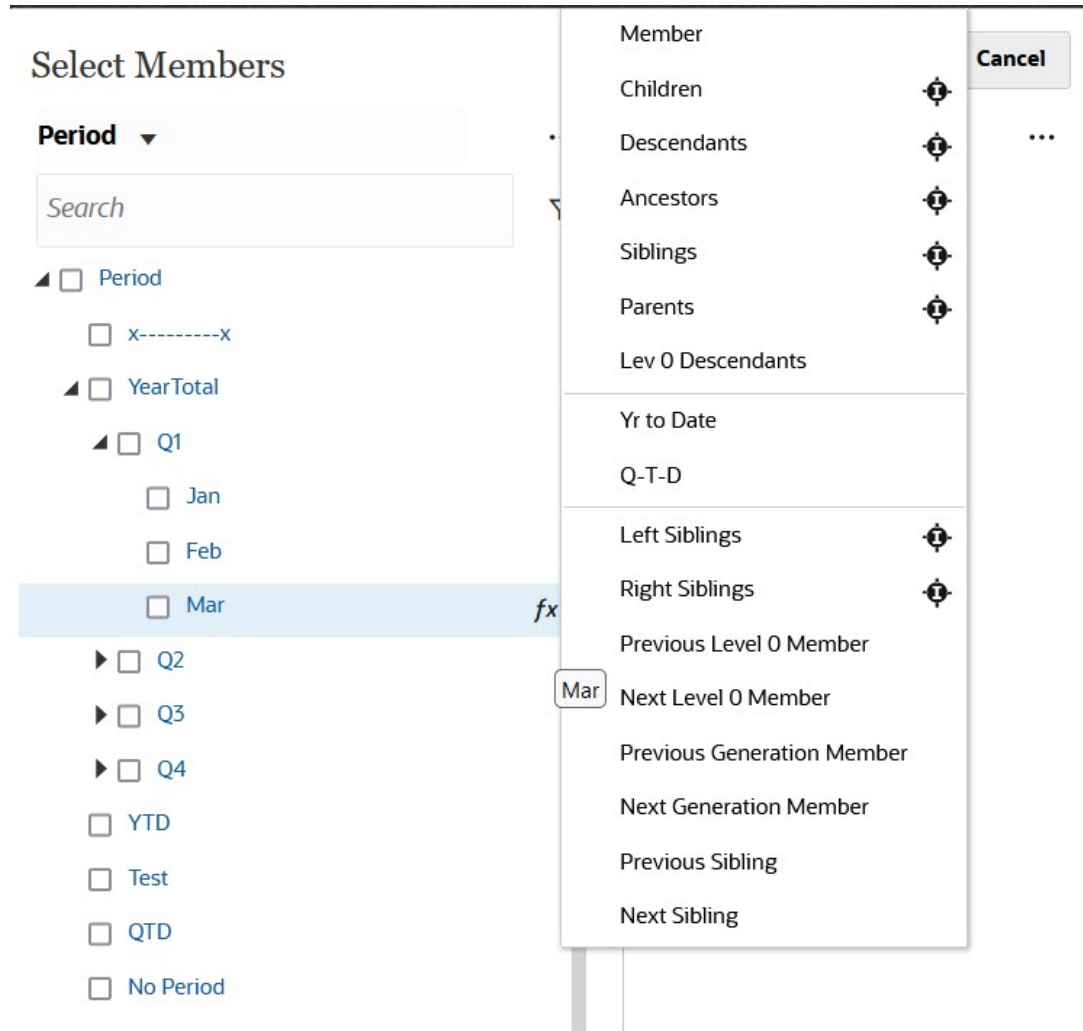 Select Members
Period
Search
Period
x---------x
YearTotal
Q1
Jan
Feb
Mar
fx
Q2
Q3
Q4
YTD
Test
QTD
No Period
Mar
Member
Children
Descendants
Ancestors
Siblings
Parents
Lev 0 Descendants
Yr to Date
Q-T-D
Left Siblings
Right Siblings
Previous Level 0 Member
Next Level 0 Member
Previous Generation Member
Next Generation Member
Previous Sibling
Next Sibling
Cancel
...